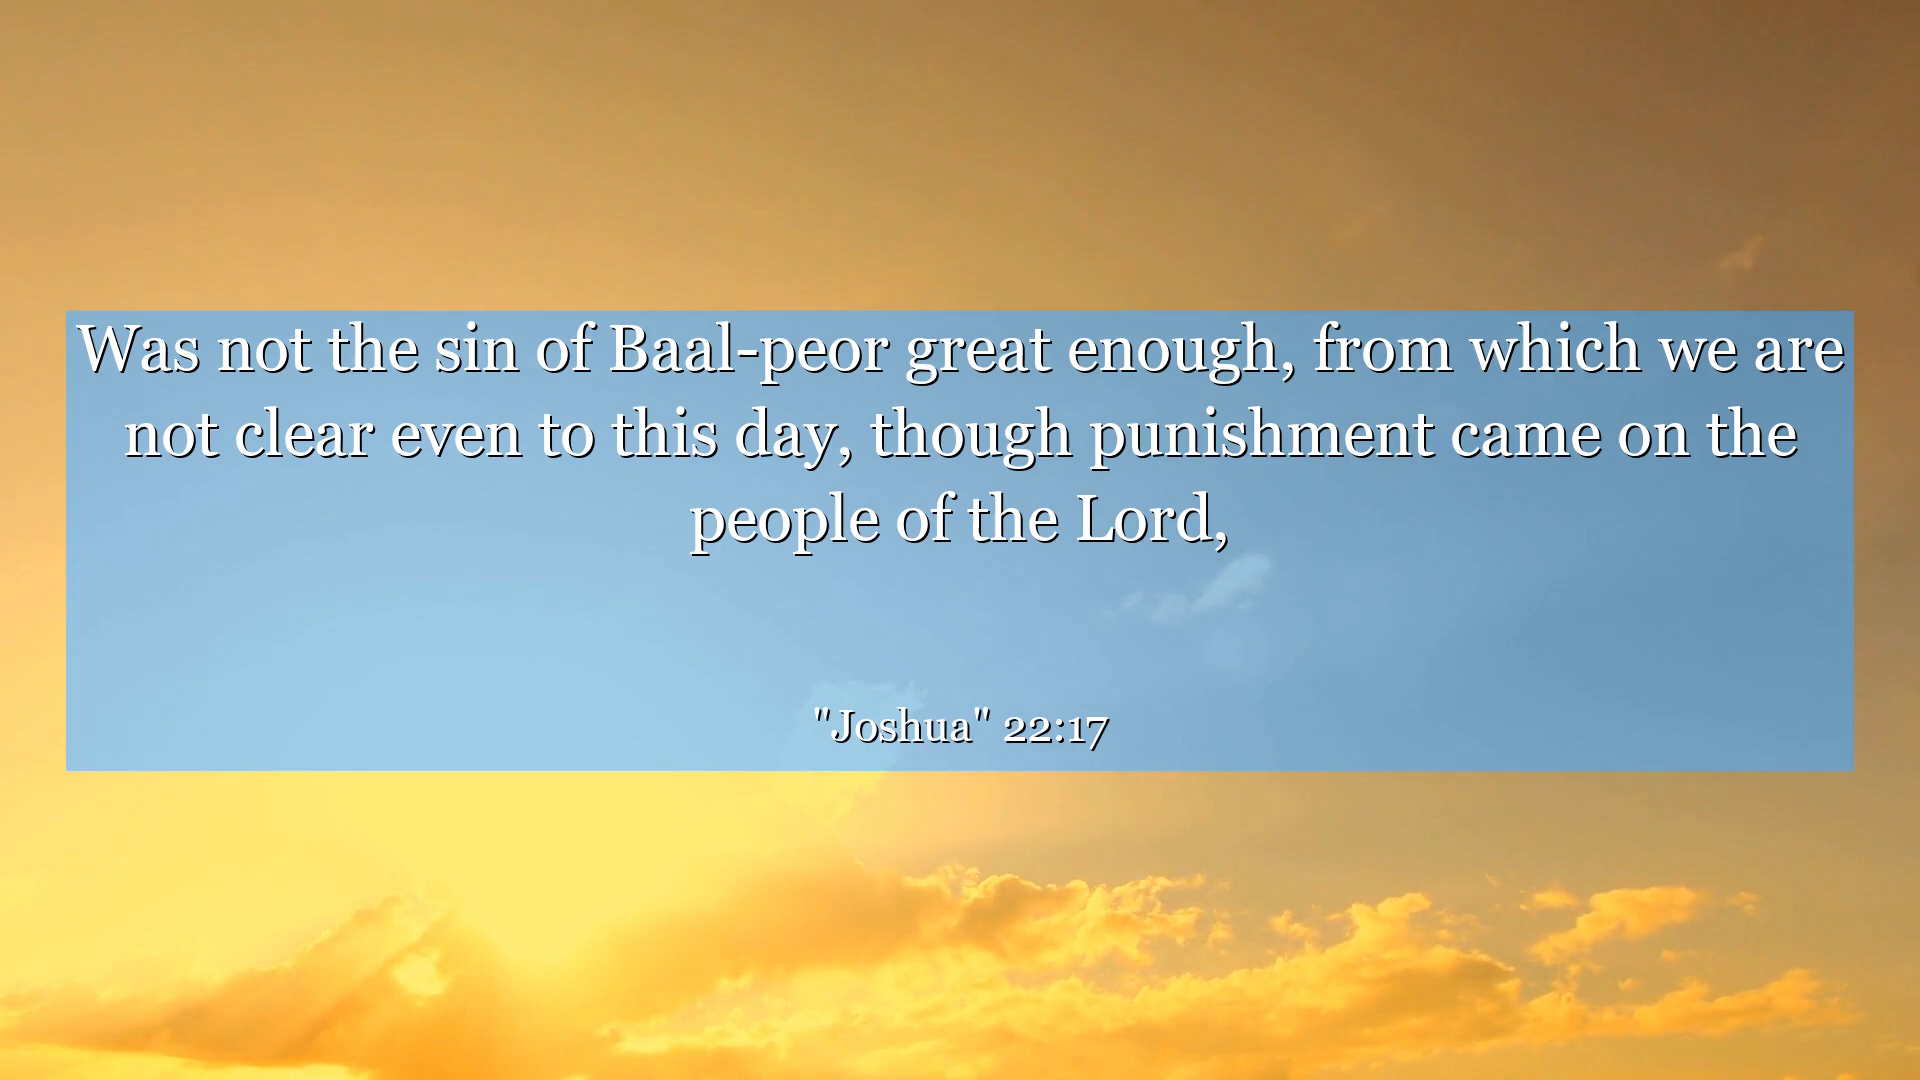 Was not the sin of Baal-peor great enough, from which we are
not clear even to this day, though punishment came on the
people of the Lord,
"Joshua" 22:17